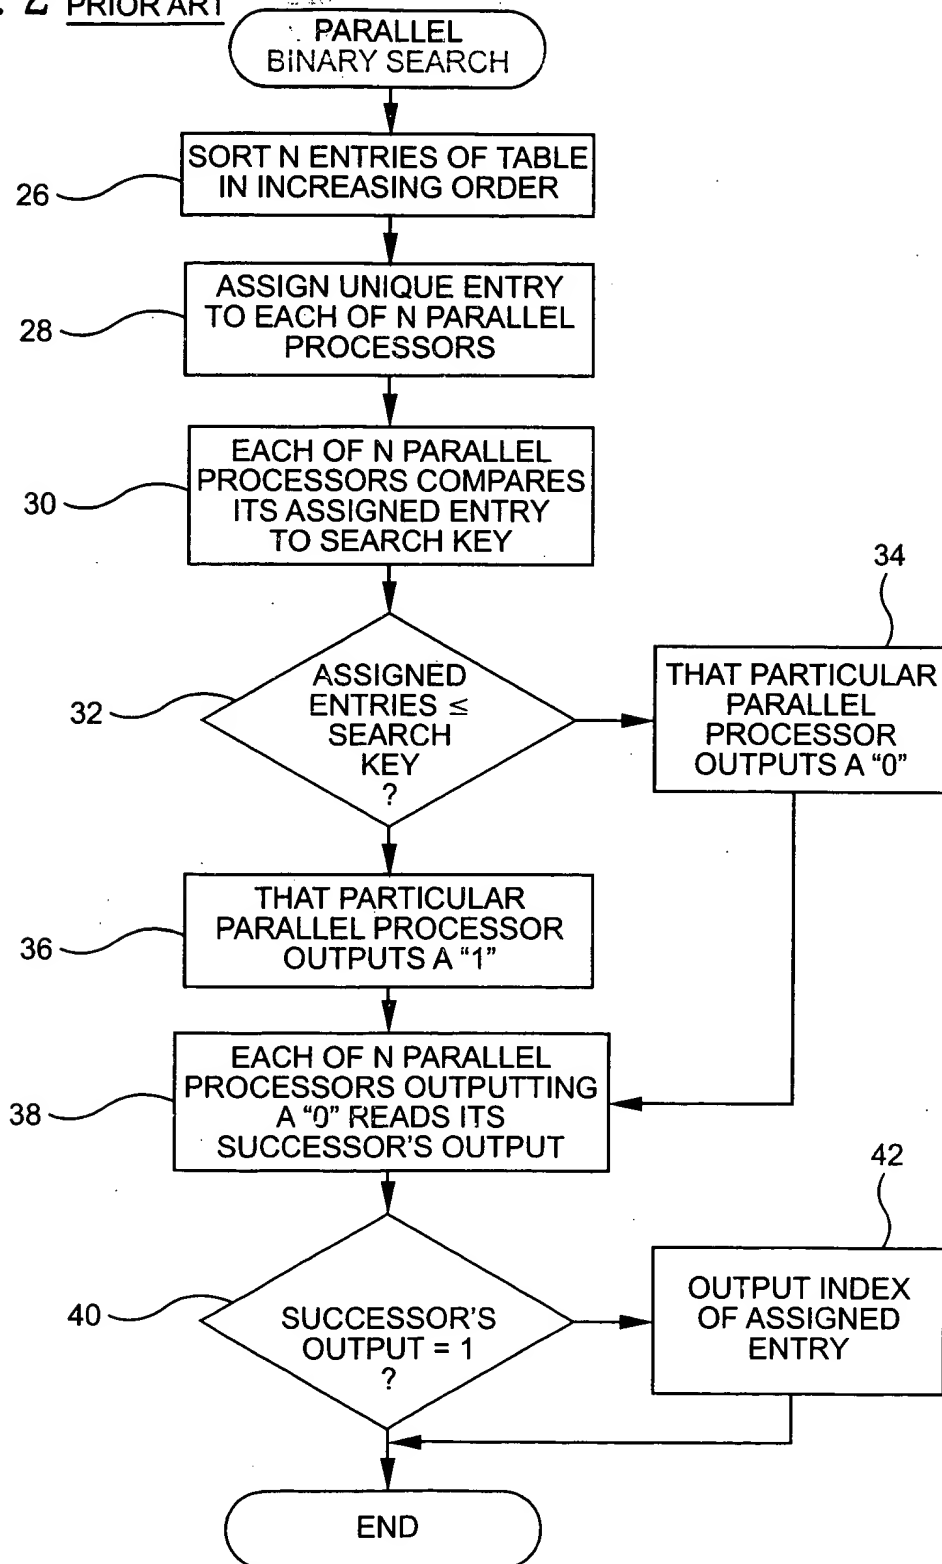 . 2 PRIOR ART
PARALLEL
BINARY SEARCH
SORT N ENTRIES OF TABLE
IN INCREASING ORDER
26
ASSIGN UNIQUE ENTRY
TO EACH OF N PARALLEL
PROCESSORS
28
EACH OF N PARALLEL
PROCESSORS COMPARES
ITS ASSIGNED ENTRY
TO SEARCH KEY
30
34
ASSIGNED
ENTRIES ≤
SEARCH
KEY
?
32
THAT PARTICULAR
PARALLEL
PROCESSOR
OUTPUTS A “0”
THAT PARTICULAR
PARALLEL PROCESSOR
OUTPUTS A “1”
36
EACH OF N PARALLEL
PROCESSORS OUTPUTTING
A “0” READS ITS
SUCCESSOR’S OUTPUT
38
42
SUCCESSOR’S
OUTPUT = 1
?
40
OUTPUT INDEX
OF ASSIGNED
ENTRY
END